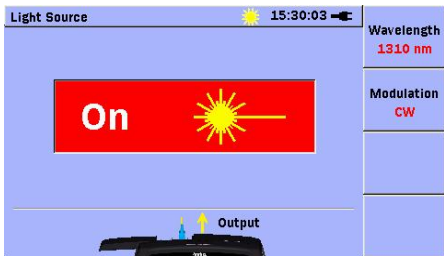 Light Source
15:30:03
Wavelength
1310 nm
Modulation
CW
On
Output